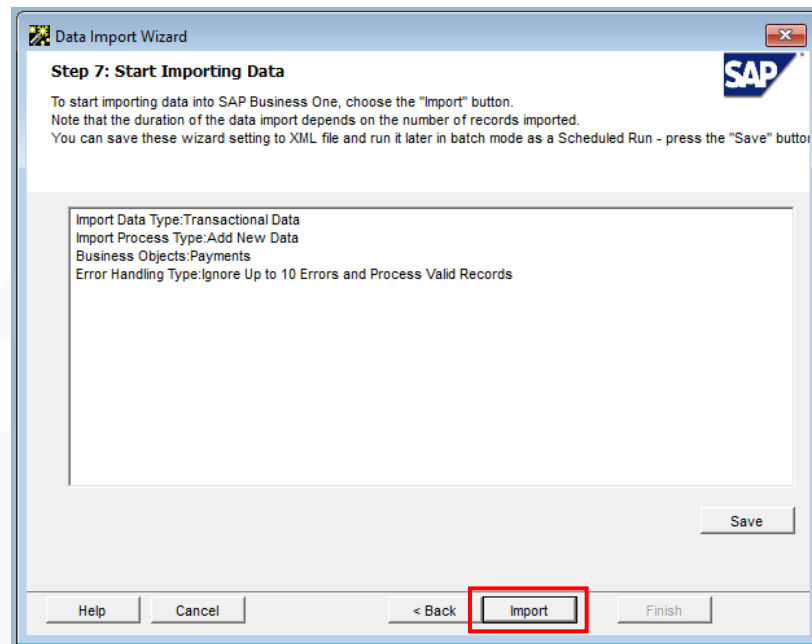 Data Import Wizard
Step 7: Start Importing Data
SAP
To start importing data into SAP Business One, choose the "Import" button.
Note that the duration of the data import depends on the number of records imported.
You can save these wizard setting to XML file and run it later in batch mode as a Scheduled Run - press the "Save" butto
Import Data Type:Transactional Data
Import Process Type:Add New Data
Business Objects:Payments
Error Handling Type:Ignore Up to 10 Errors and Process Valid Records
Save
Help Cancel < Back Import Finish